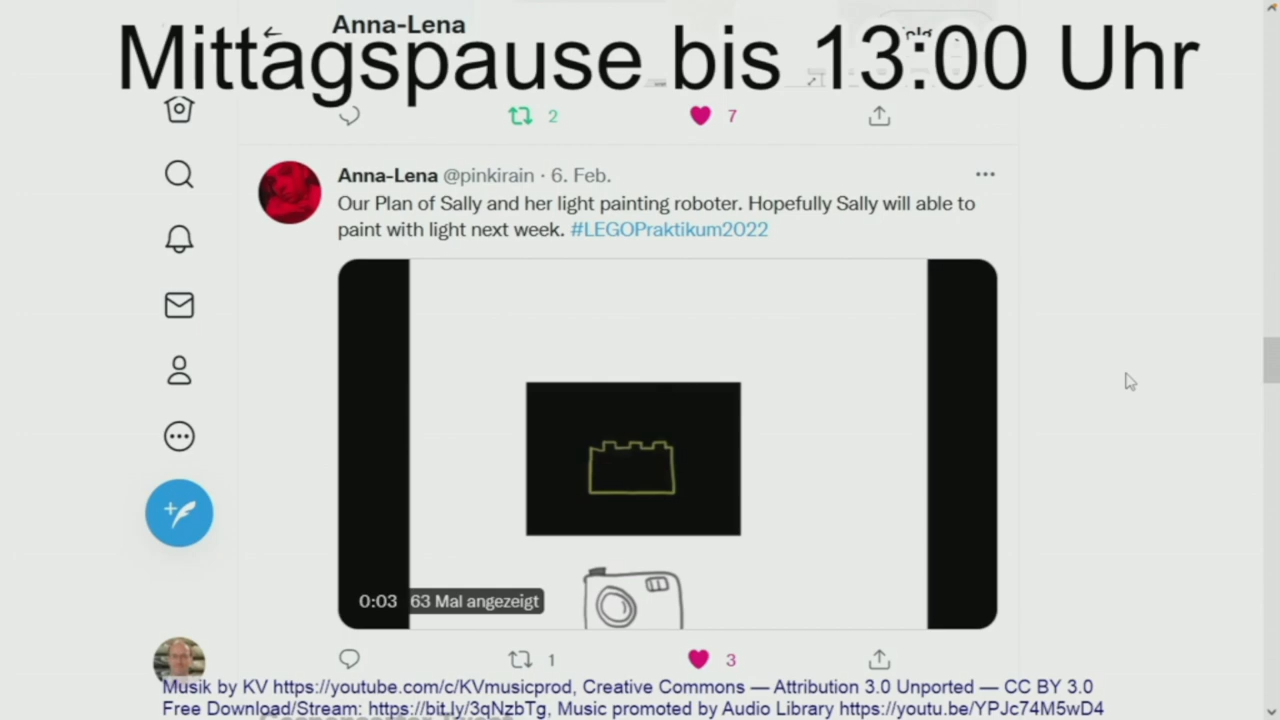 Anna-Lena
Mittagspause bis 13:00 Uhr
2
7
Anna-Lena @pinkirain · 6. Feb.
Our Plan of Sally and her light painting roboter. Hopefully Sally will able to
paint with light next week. #LEGOPraktikum2022
0:03
63 Mal angezeigt
1
3
Musik by KV https://youtube.com/c/KVmusicprod, Creative Commons — Attribution 3.0 Unported — CC BY 3.0
Free Download/Stream: https://bit.ly/3qNzbTg, Music promoted by Audio Library https://youtu.be/YPJc74M5wD4